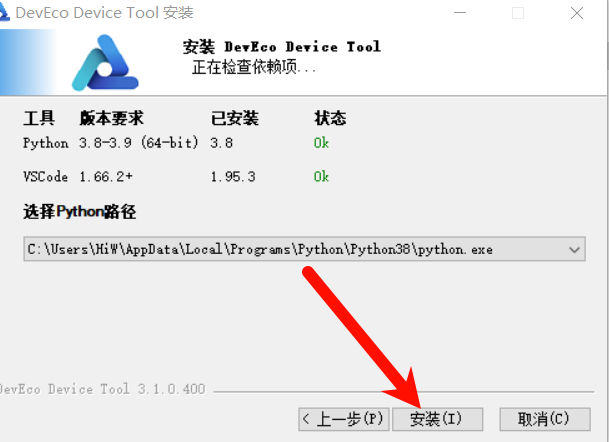 DevEco Device Tool 安装
安装 DevEco Device Tool
正在检查依赖项...
工具 版本要求 已安装 状态
Python 3.8-3.9 (64-bit) 3.8 Ok
VSCode 1.66.2+ 1.95.3 Ok
选择Python路径
C:\Users\HiW\AppData\Local\Programs\Python\Python38\python.exe
DevEco Device Tool 3.1.0.400
< 上一步(P) 安装(I) 取消(C)